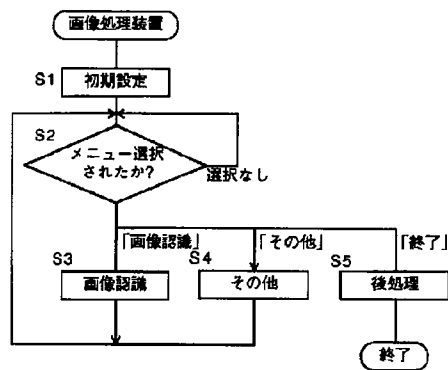 画像処理装置
S1
初期設定
S2
メニュー選択
されたか?
選択なし
「画像認識」
「その他」
「終了」
S3
画像認識
S4
その他
S5
後処理
終了